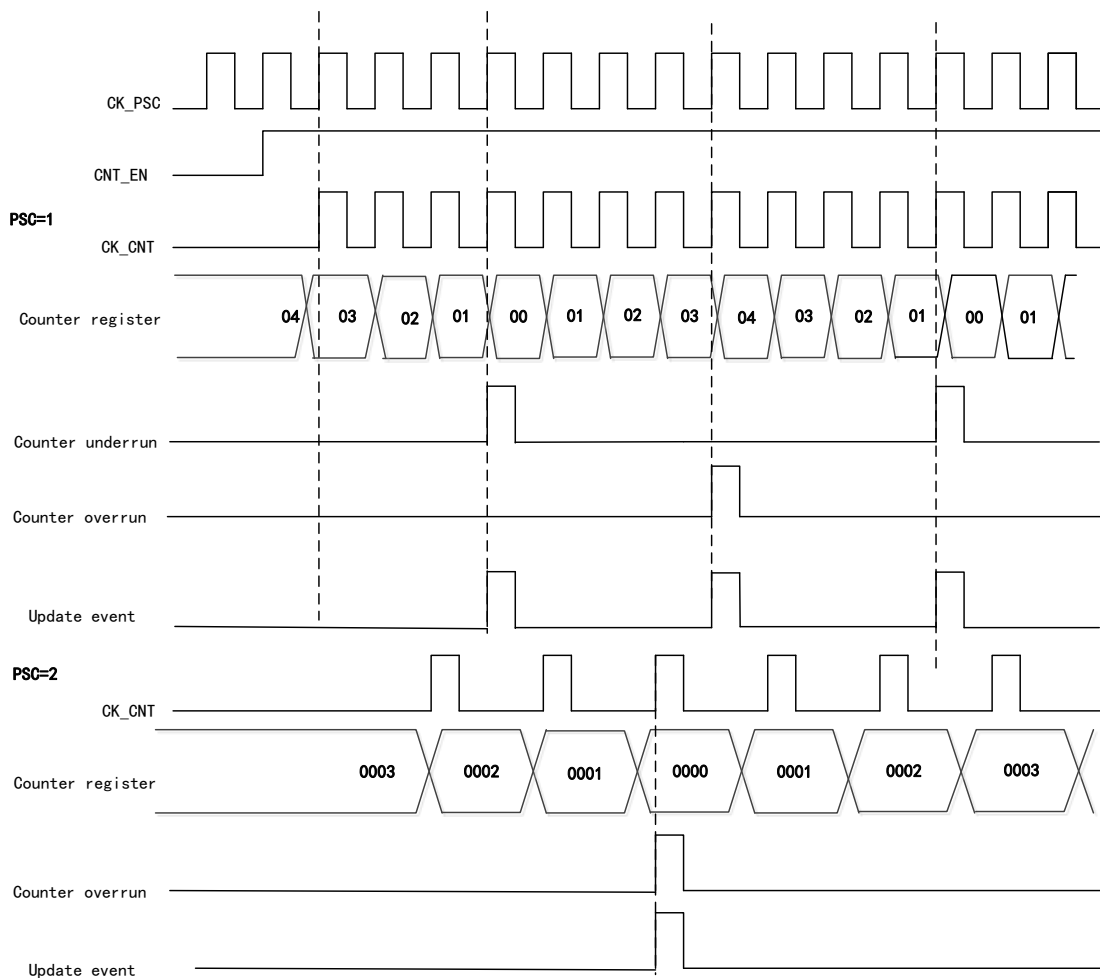 CK_PSC
CNT_EN
PSC=1
CK_CNT
Counter register 04 03 02 01 00 01 02 03 04 03 02 01 00 01
Counter underrun
Counter overrun
Update event
PSC=2
CK_CNT
Counter register 0003 0002 0001 0000 0001 0002 0003
Counter overrun
Update event